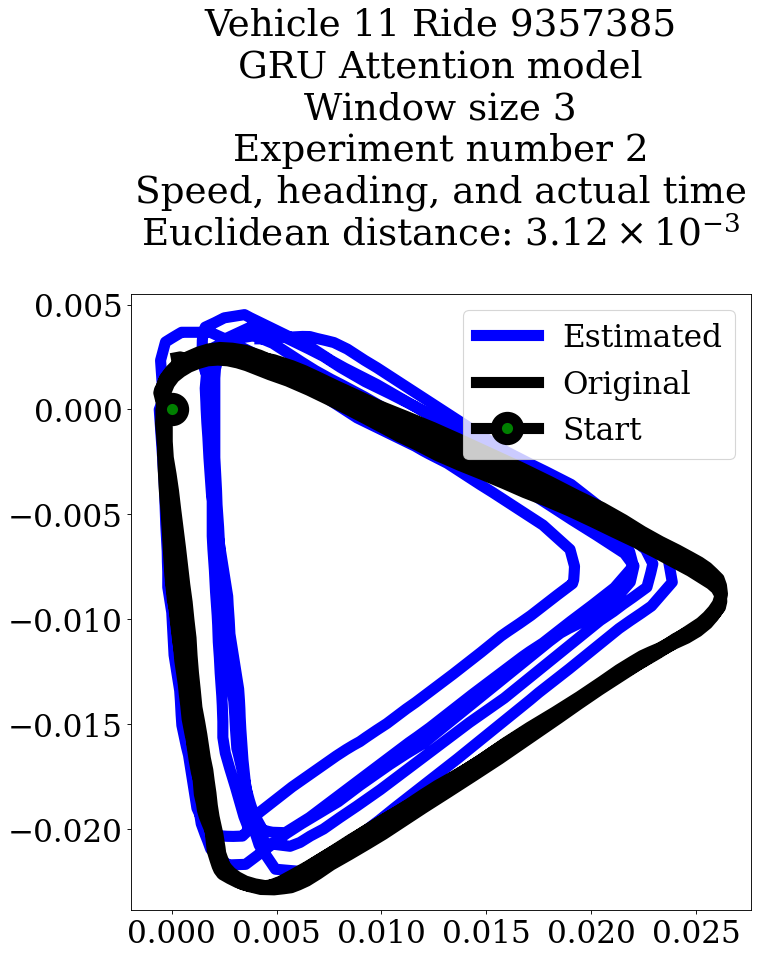 Vehicle 11 Ride 9357385
GRU Attention model
Window size 3
Experiment number 2
Speed, heading, and actual time
Euclidean distance: 3.12 × 10⁻³
0.005
0.000
−0.005
−0.010
−0.015
−0.020
Estimated
Original
Start
0.000 0.005 0.010 0.015 0.020 0.025